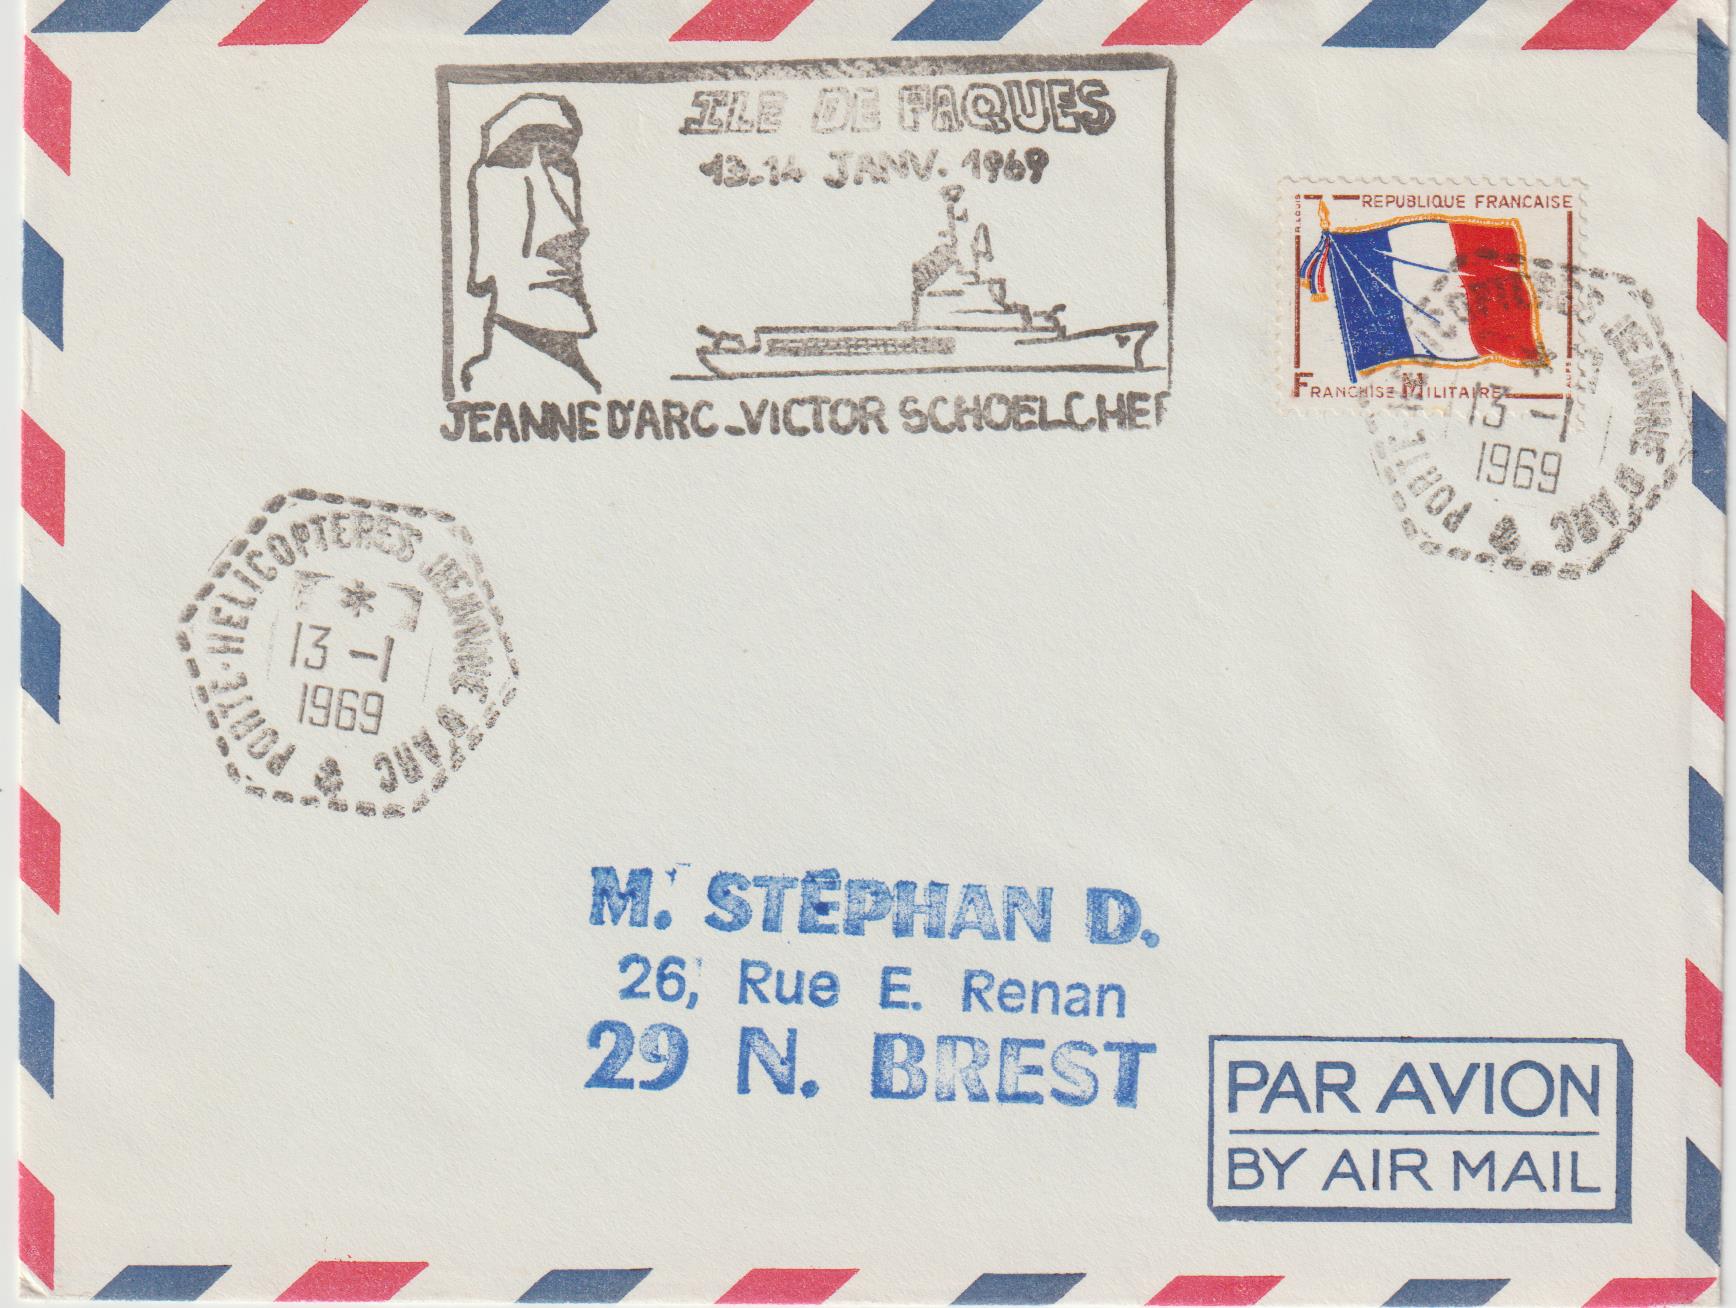 ILE DE PAQUES
13-14 JANV. 1969
JEANNE D'ARC_VICTOR SCHOELCHER
REPUBLIQUE FRANCAISE
A. LOUIS
FRANCHISE MILITAIRE
PORTE-HELICOPTERES JEANNE D'ARC
13 -1
1969
PORTE-HELICOPTERES JEANNE D'ARC
*
13 -1
1969
M. STÉPHAN D.
26, Rue E. Renan
29 N. BREST
PAR AVION
BY AIR MAIL